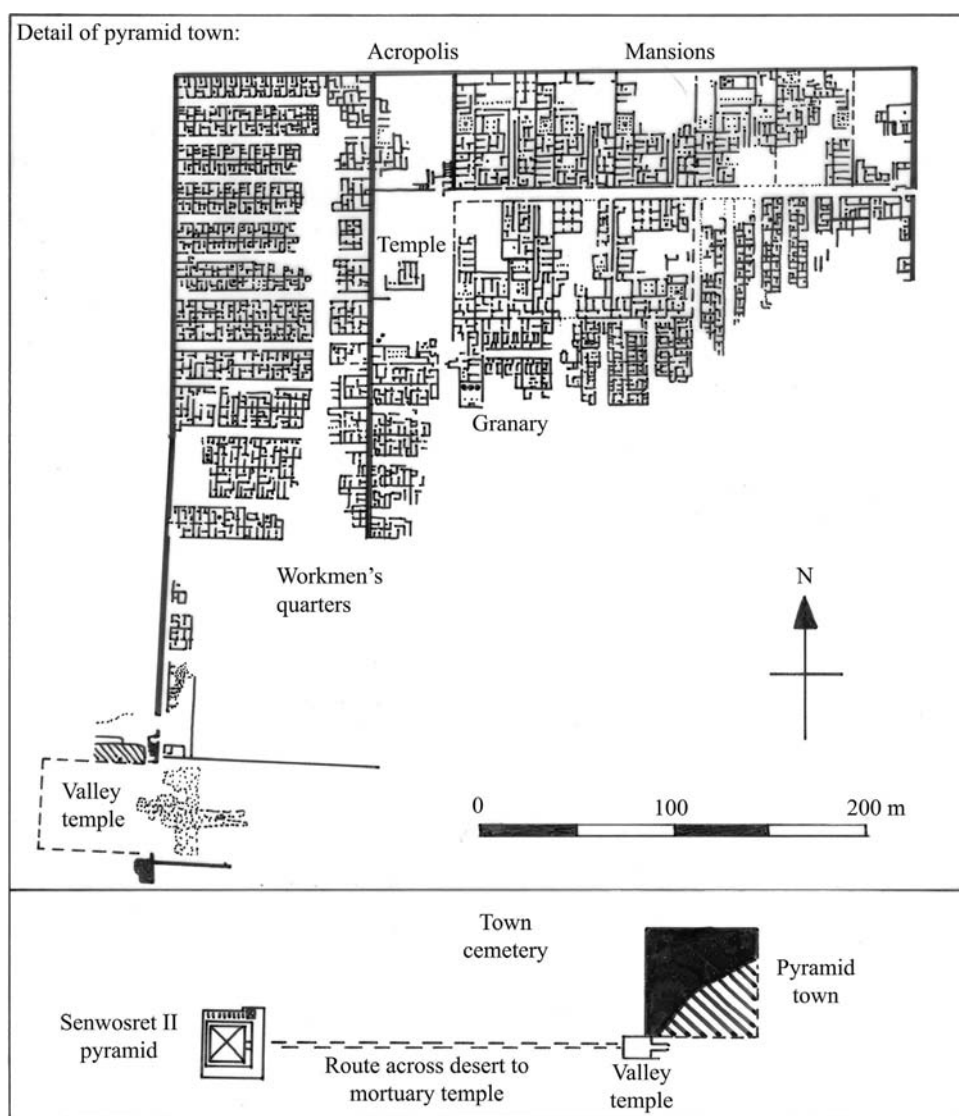 Detail of pyramid town:
Acropolis
Mansions
Temple
Granary
Workmen's
quarters
N
Valley
temple
0
100
200 m
Town
cemetery
Pyramid
town
Senwosret II
pyramid
Route across desert to
mortuary temple
Valley
temple